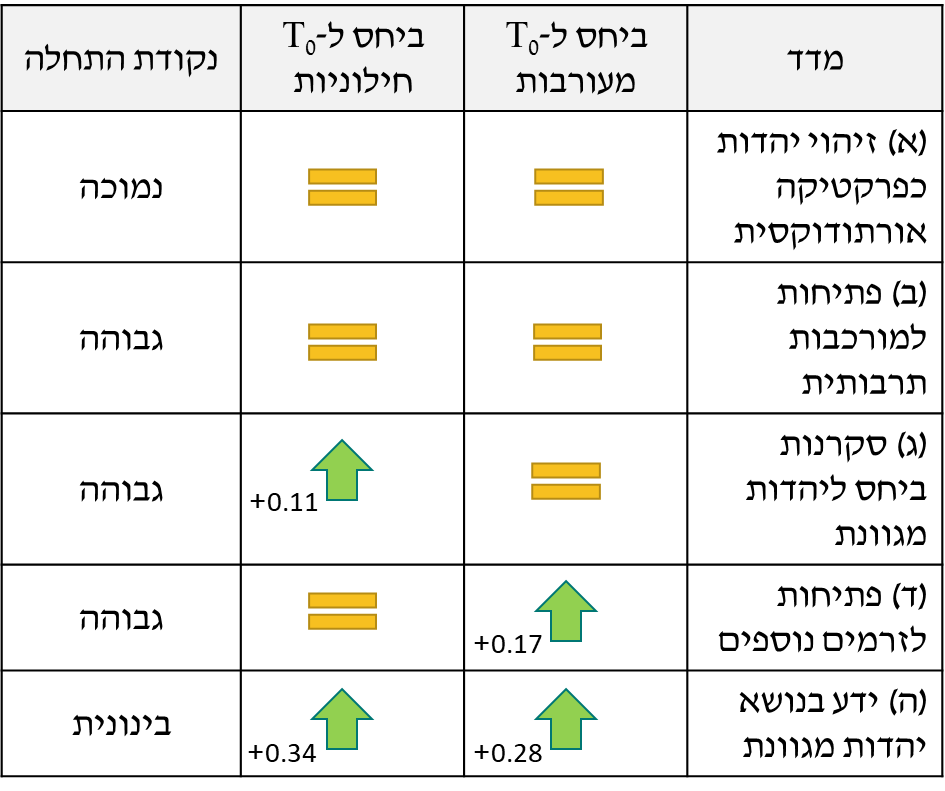 מדד
ביחס ל-T₀
מעורבות
ביחס ל-T₀
חילוניות
נקודת התחלה
(א) זיהוי יהדות
כפרקטיקה
אורתודוקסית
נמוכה
(ב) פתיחות
למורכבות
תרבותית
גבוהה
(ג) סקרנות
ביחס ליהדות
מגוונת
+0.11
גבוהה
(ד) פתיחות
לזרמים נוספים
+0.17
גבוהה
(ה) ידע בנושא
יהדות מגוונת
+0.28
+0.34
בינונית